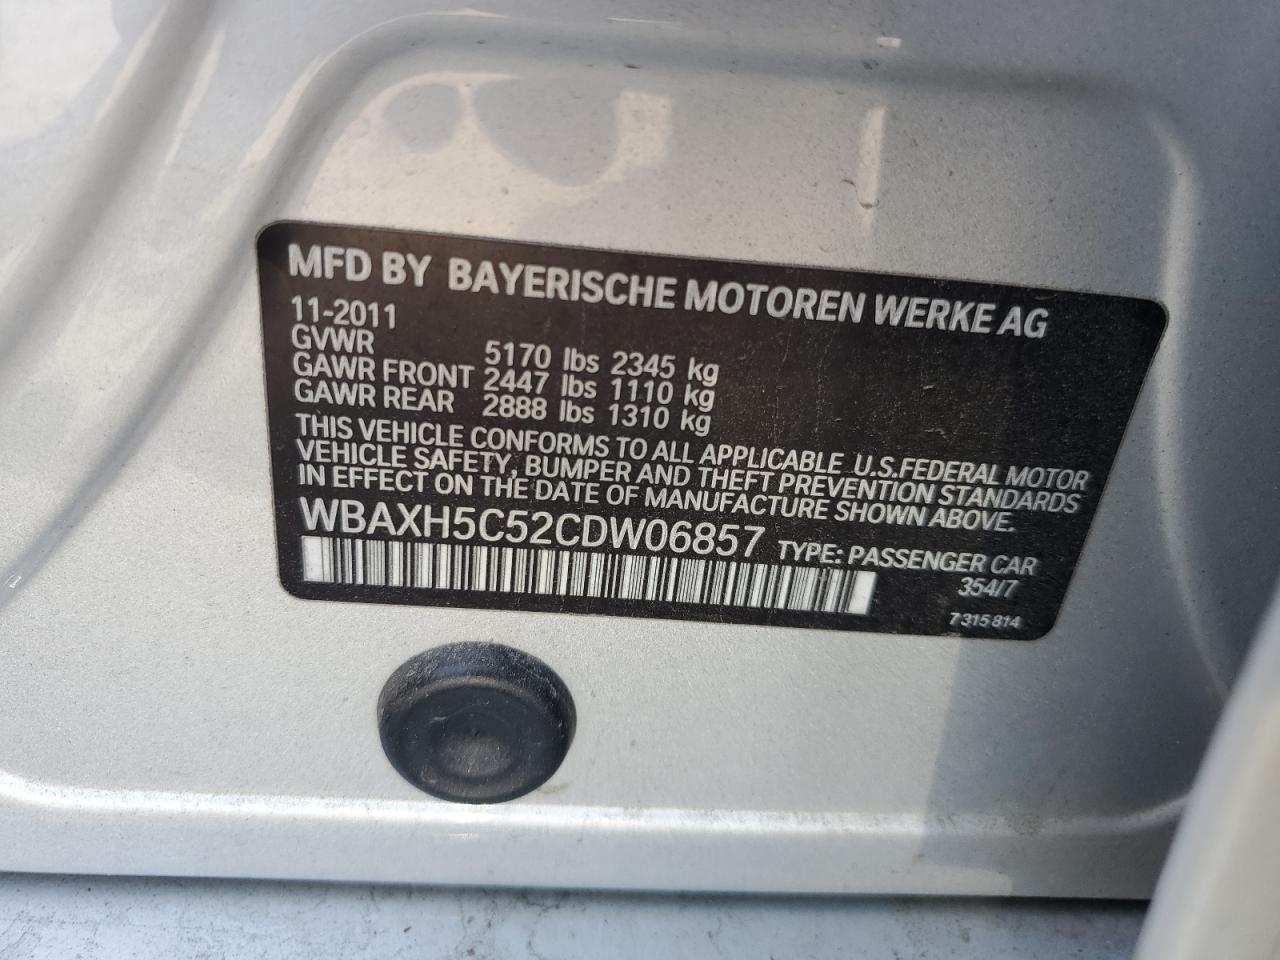 MFD BY BAYERISCHE MOTOREN WERKE AG
11-2011
GVWR 5170 lbs 2345 kg
GAWR FRONT 2447 lbs 1110 kg
GAWR REAR 2888 lbs 1310 kg
THIS VEHICLE CONFORMS TO ALL APPLICABLE U.S.FEDERAL MOTOR
VEHICLE SAFETY, BUMPER AND THEFT PREVENTION STANDARDS
IN EFFECT ON THE DATE OF MANUFACTURE SHOWN ABOVE.
WBAXH5C52CDW06857 TYPE: PASSENGER CAR
354/7
7 315 814